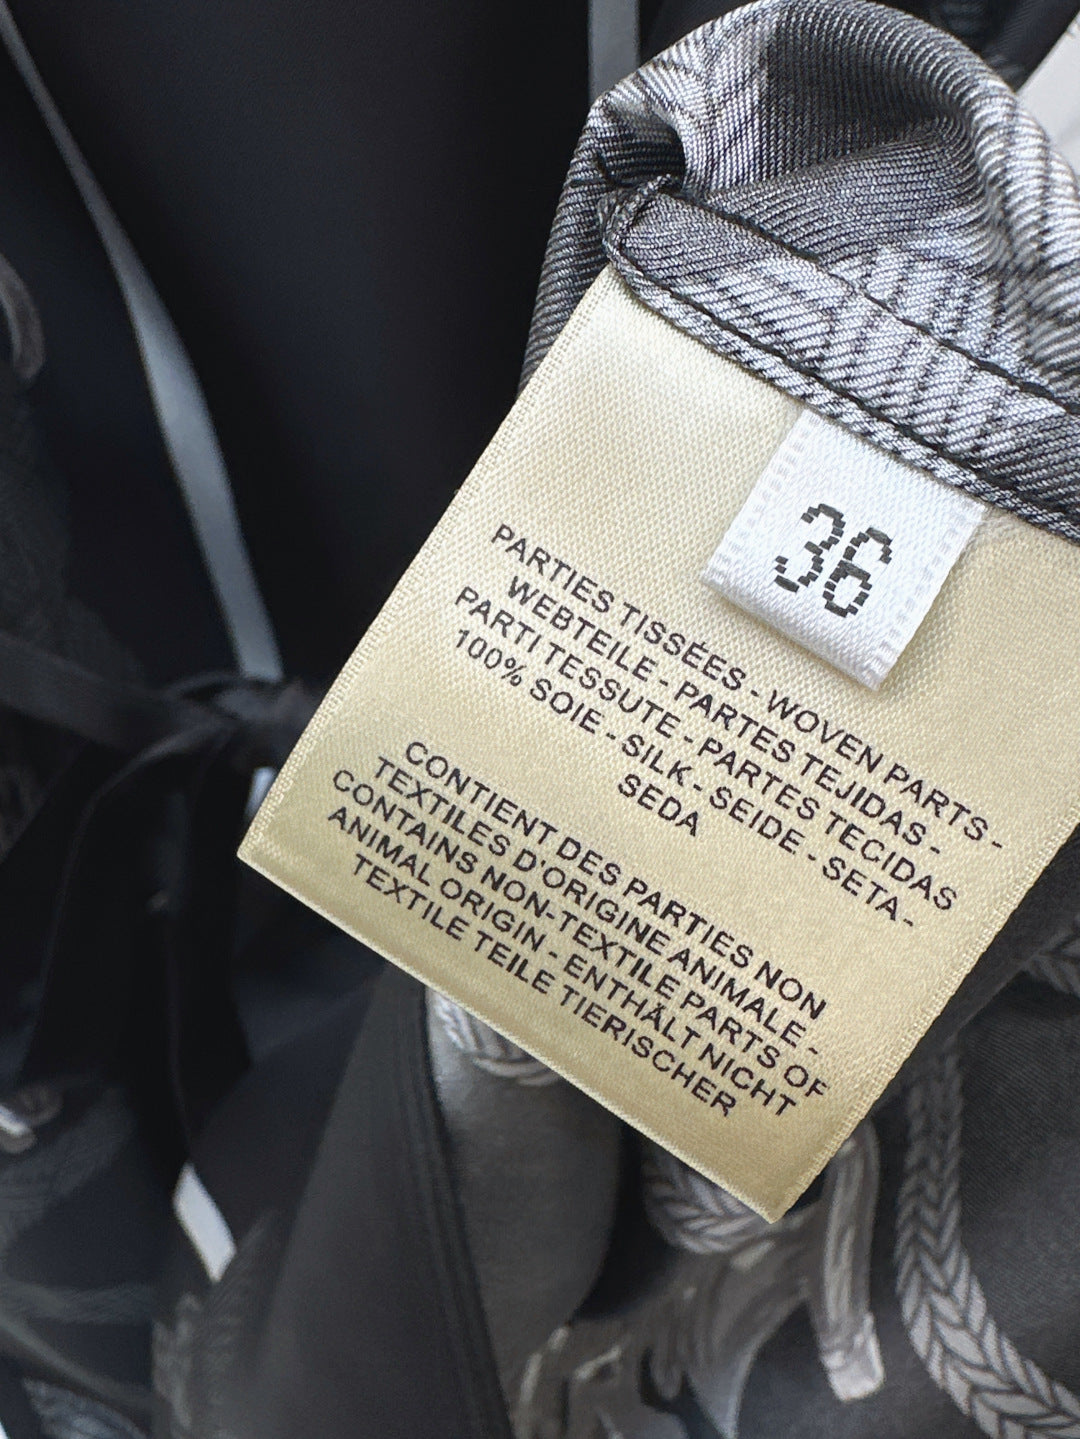 36
PARTIES TISSÉES - WOVEN PARTS -
WEBTEILE - PARTES TEJIDAS -
PARTI TESSUTE - PARTES TECIDAS
100% SOIE - SILK - SEIDE - SETA -
SEDA
CONTIENT DES PARTIES NON
TEXTILES D'ORIGINE ANIMALE -
CONTAINS NON-TEXTILE PARTS OF
ANIMAL ORIGIN - ENTHÄLT NICHT
TEXTILE TEILE TIERISCHER